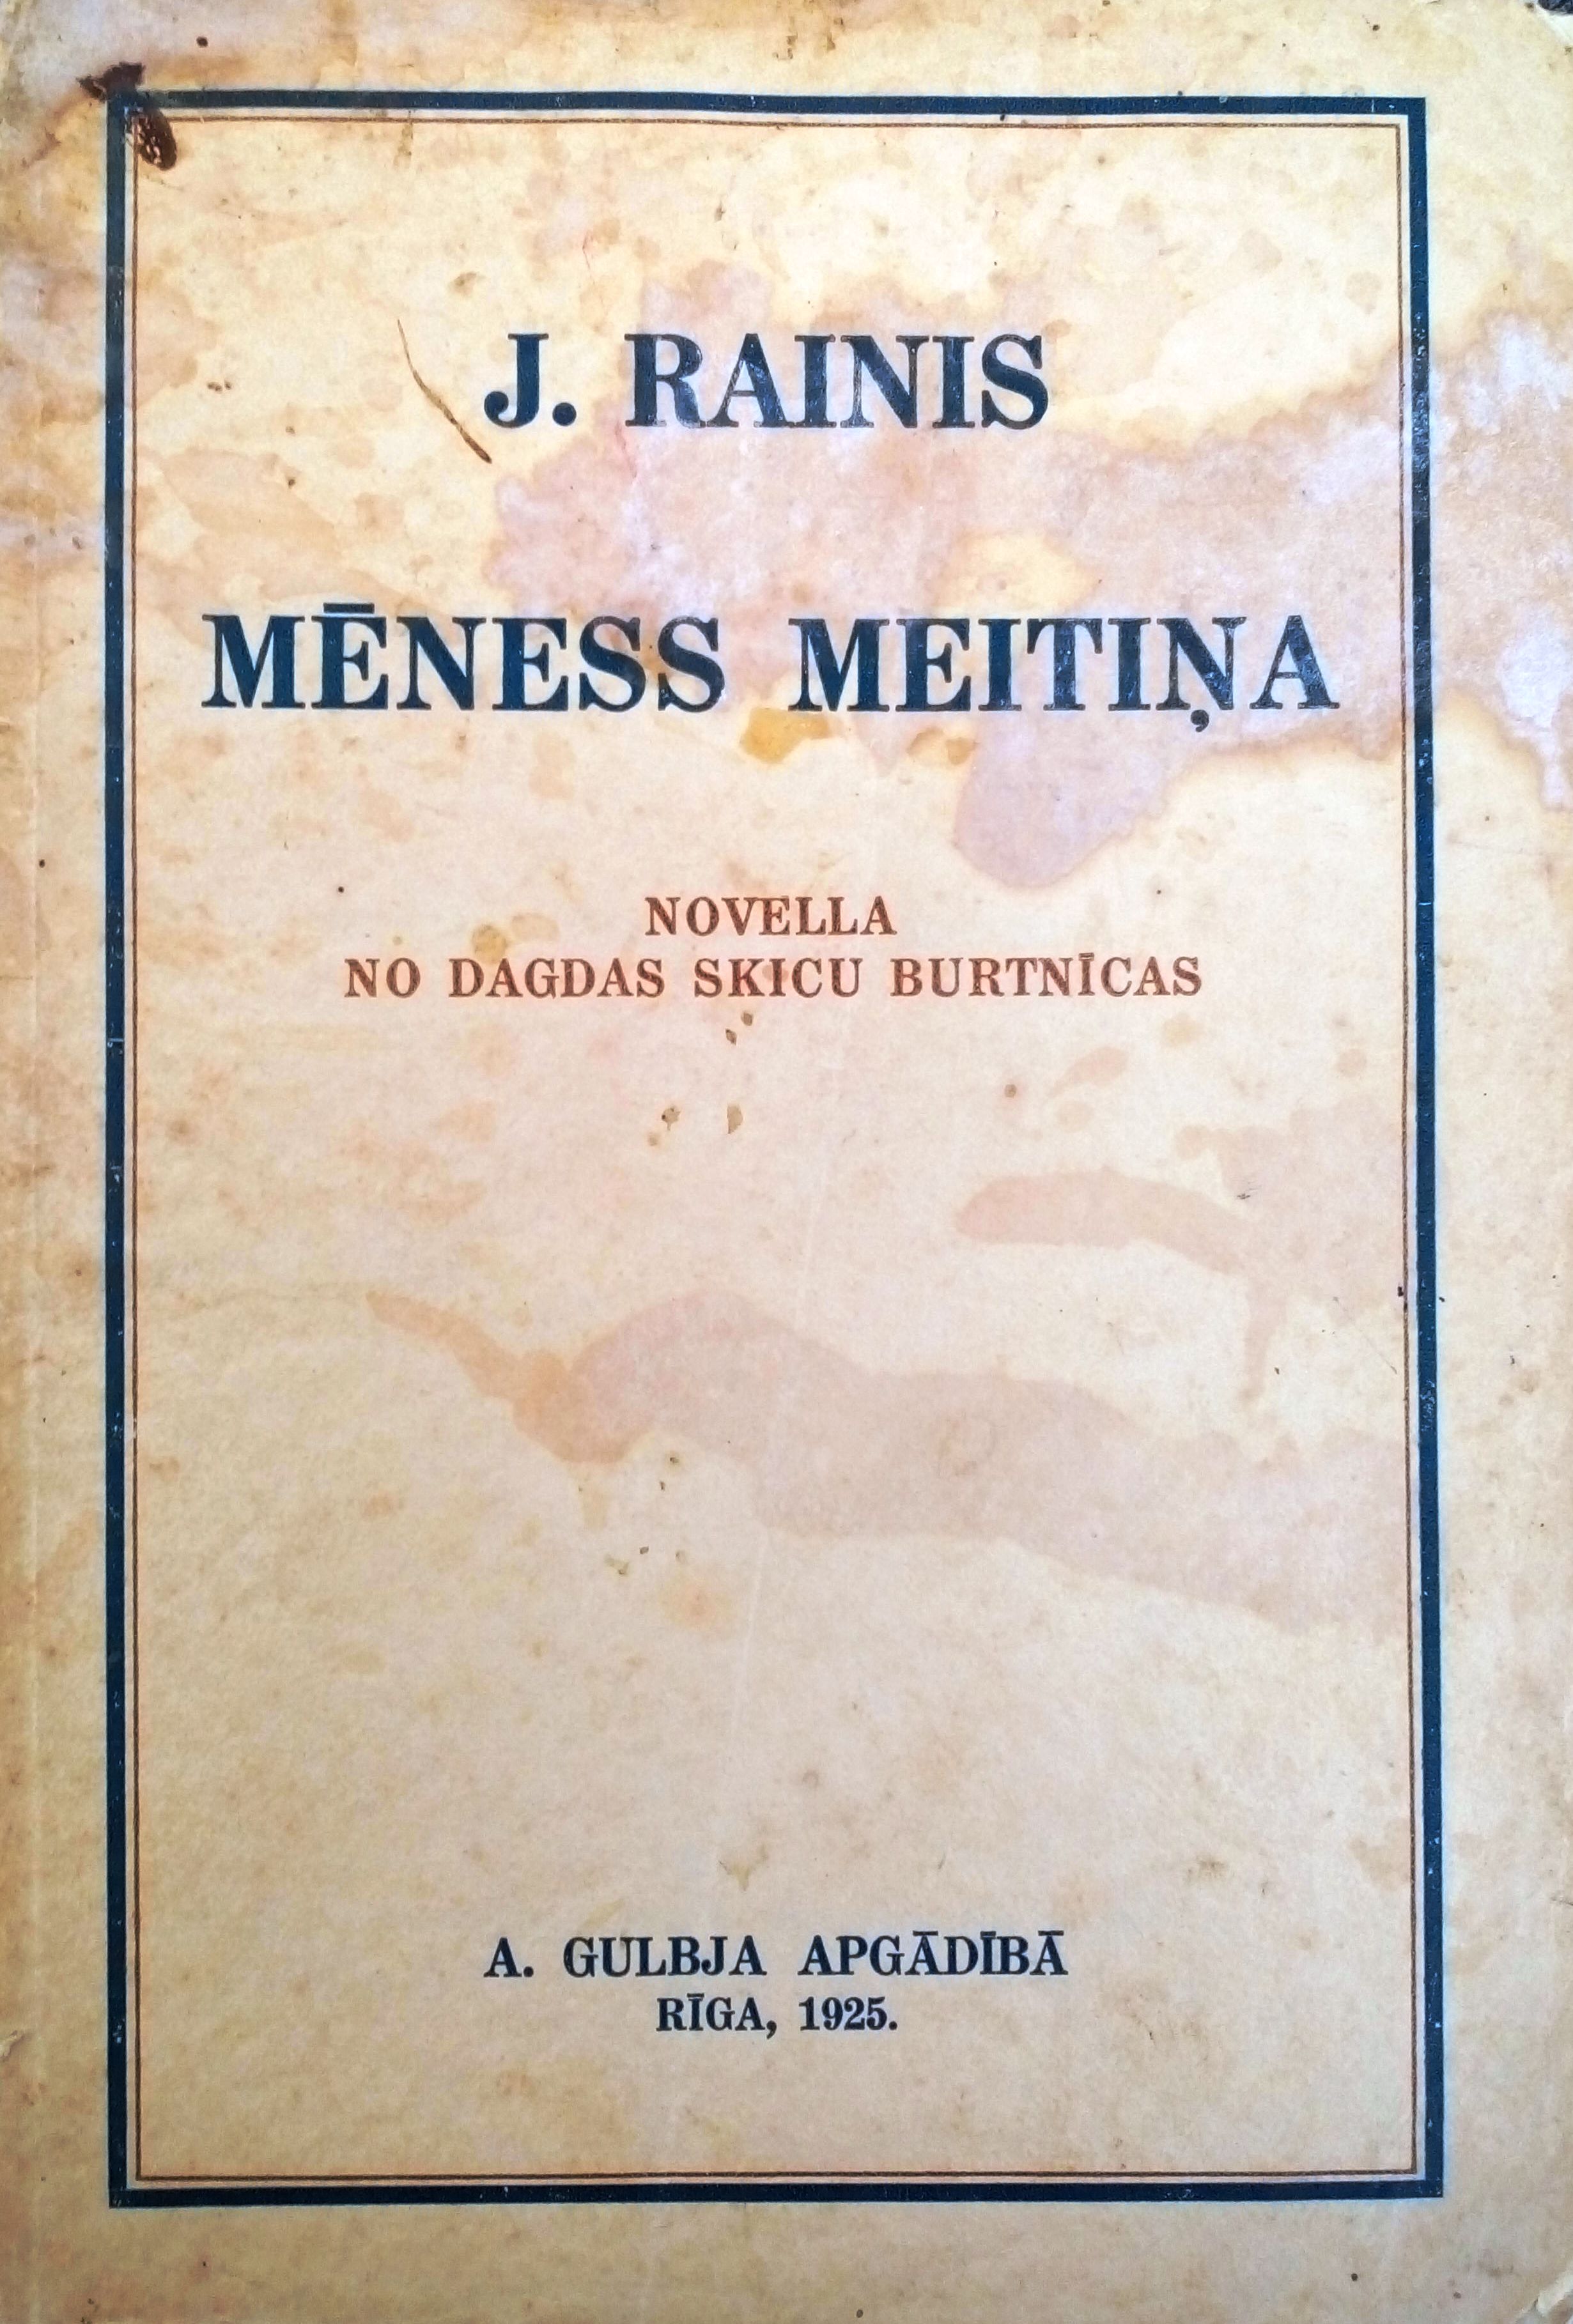 J. RAINIS
MĒNESS MEITIŅA
NOVELLA
NO DAGDAS SKICU BURTNĪCAS
A. GULBJA APGĀDĪBĀ
RĪGA, 1925.